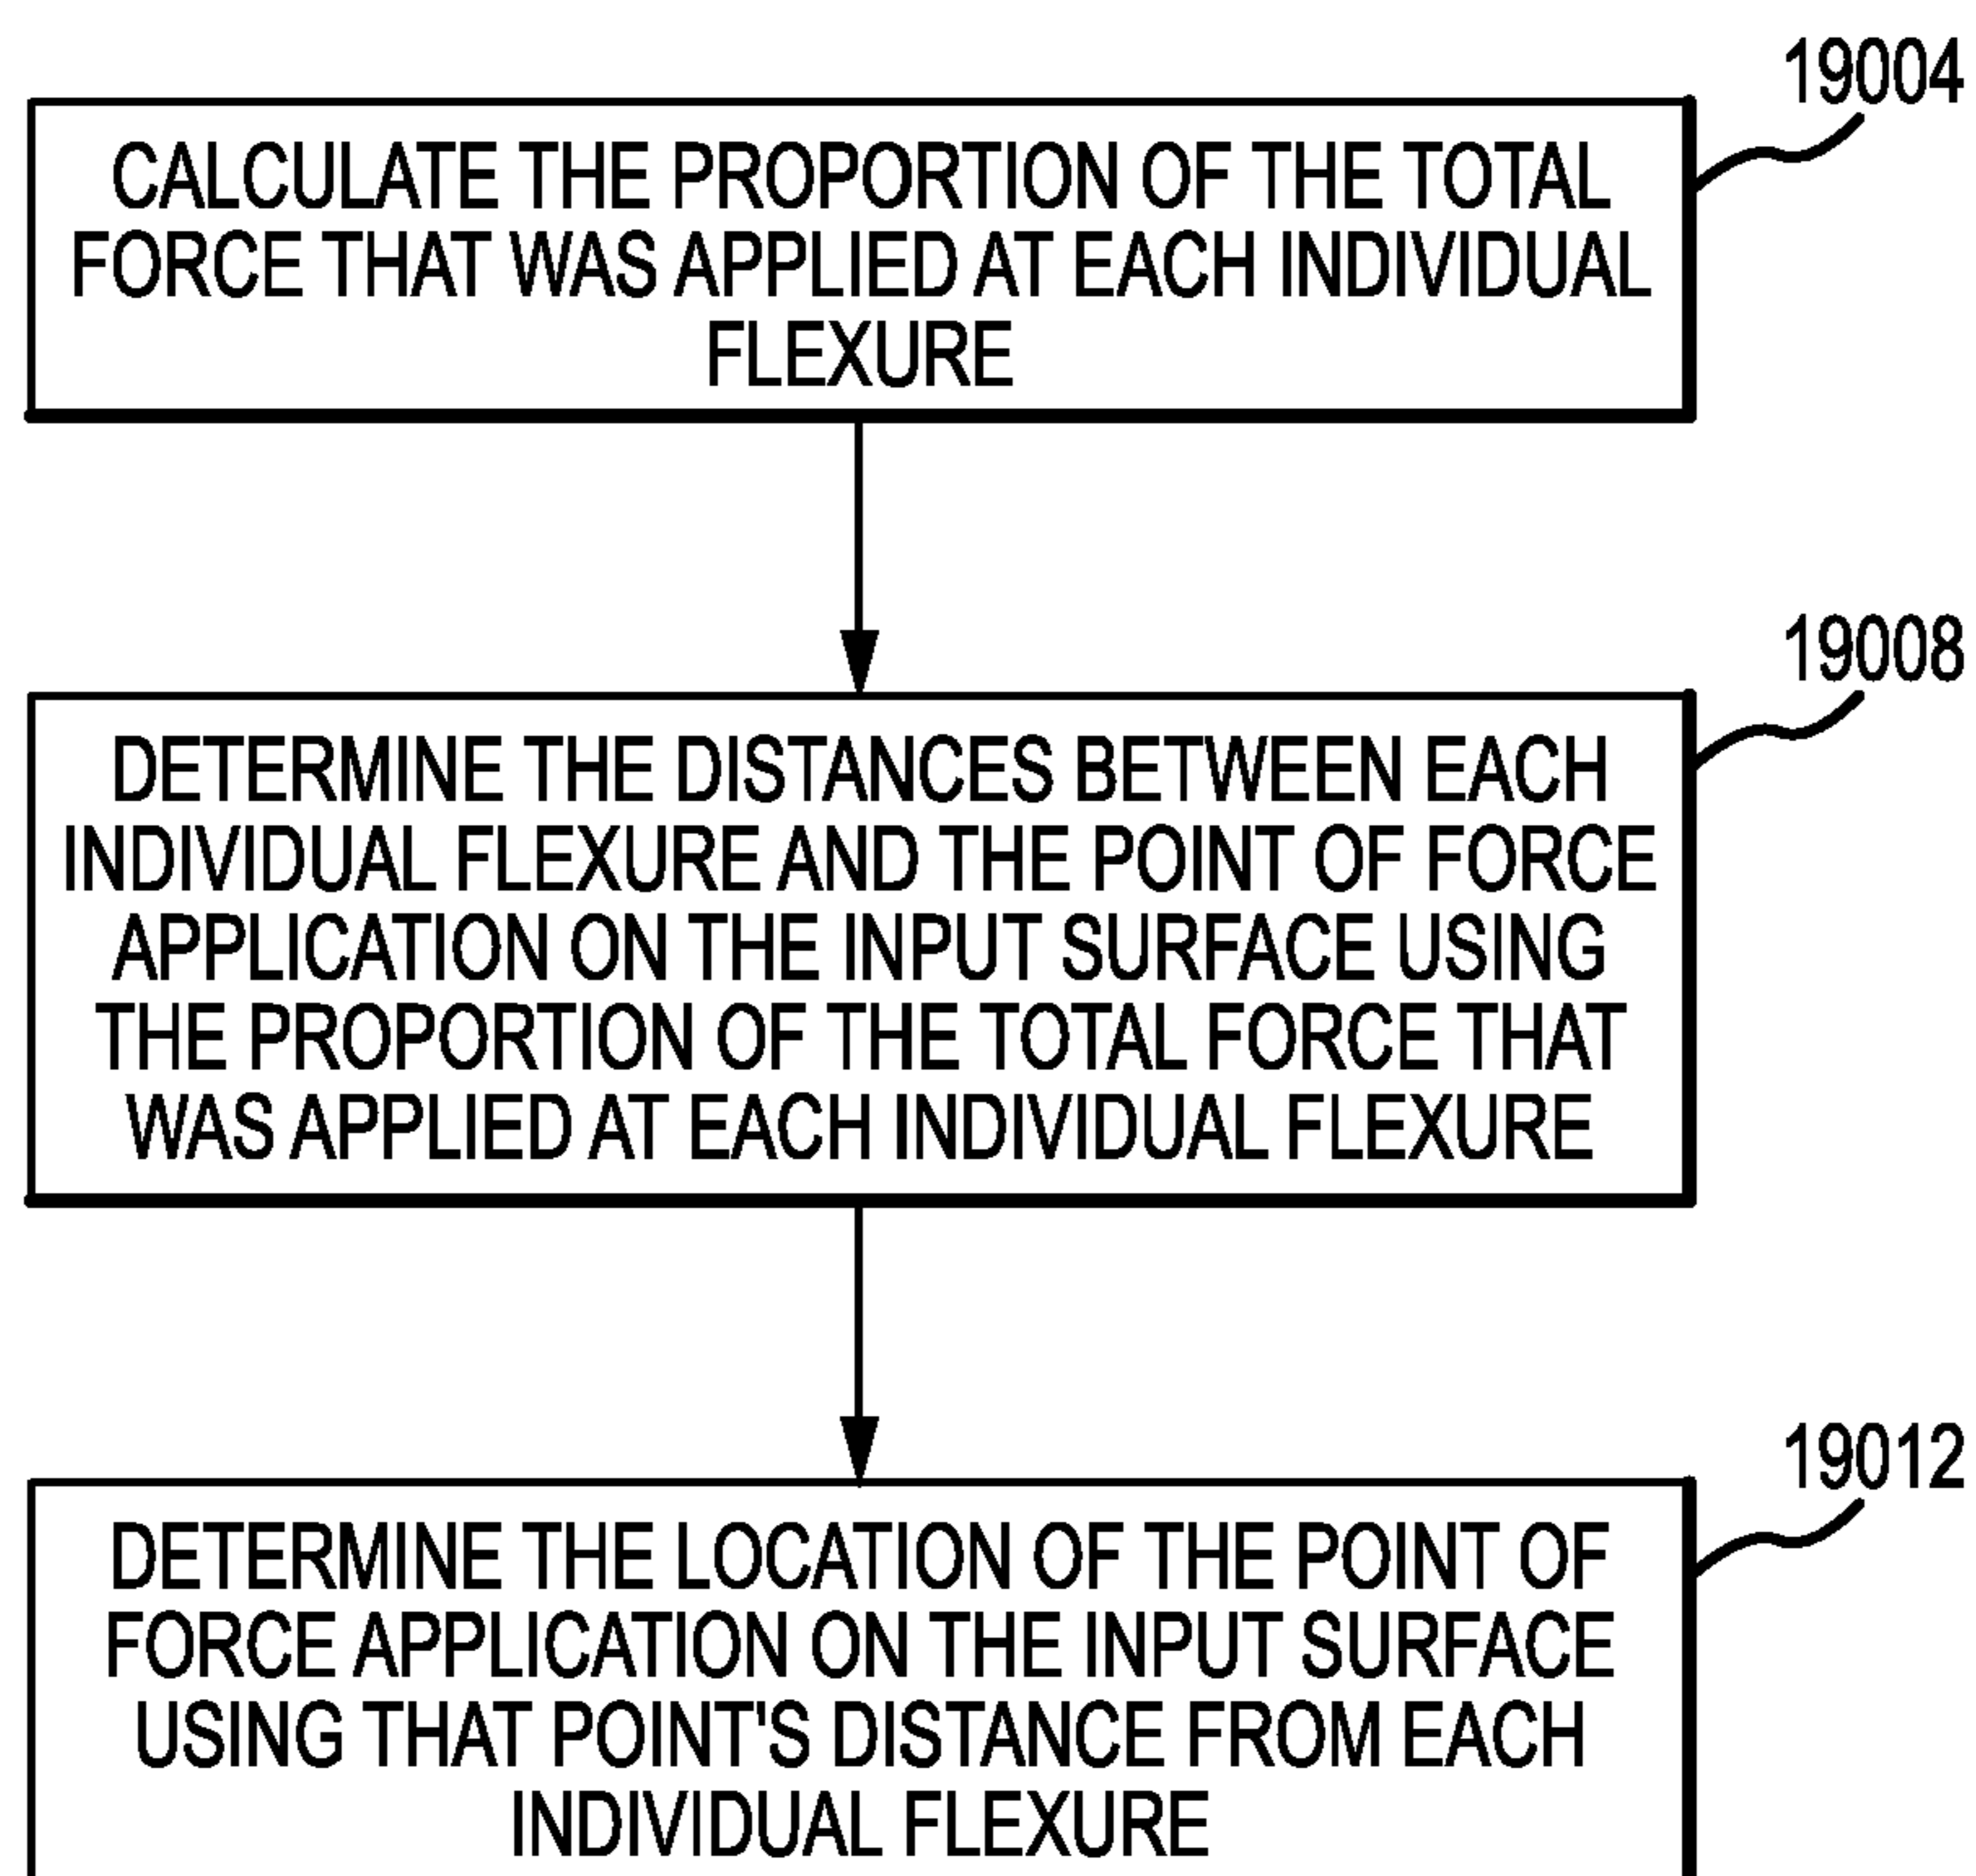 19004
CALCULATE THE PROPORTION OF THE TOTAL
FORCE THAT WAS APPLIED AT EACH INDIVIDUAL
FLEXURE
19008
DETERMINE THE DISTANCES BETWEEN EACH
INDIVIDUAL FLEXURE AND THE POINT OF FORCE
APPLICATION ON THE INPUT SURFACE USING
THE PROPORTION OF THE TOTAL FORCE THAT
WAS APPLIED AT EACH INDIVIDUAL FLEXURE
19012
DETERMINE THE LOCATION OF THE POINT OF
FORCE APPLICATION ON THE INPUT SURFACE
USING THAT POINT'S DISTANCE FROM EACH
INDIVIDUAL FLEXURE